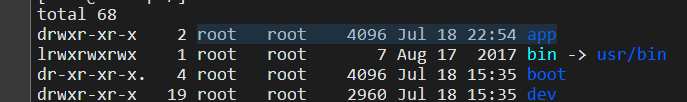 total 68
drwxr-xr-x    2 root   root    4096 Jul 18 22:54 app
lrwxrwxrwx    1 root   root       7 Aug 17  2017 bin -> usr/bin
dr-xr-xr-x.   4 root   root    4096 Jul 18 15:35 boot
drwxr-xr-x   19 root   root    2960 Jul 18 15:35 dev